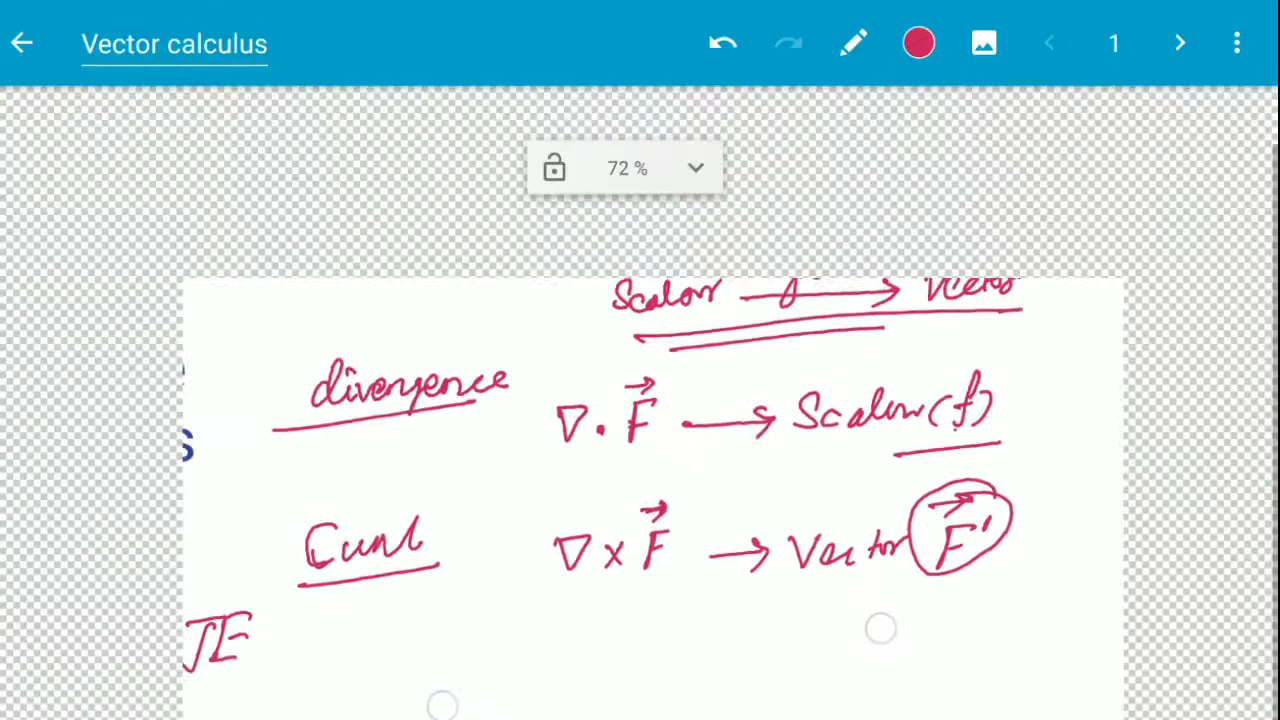 Vector calculus
1
72 %
Scalar → Vector
divergence ∇ . F⃗ → Scalar (f)
s
Curl ∇ × F⃗ → Vector F⃗'